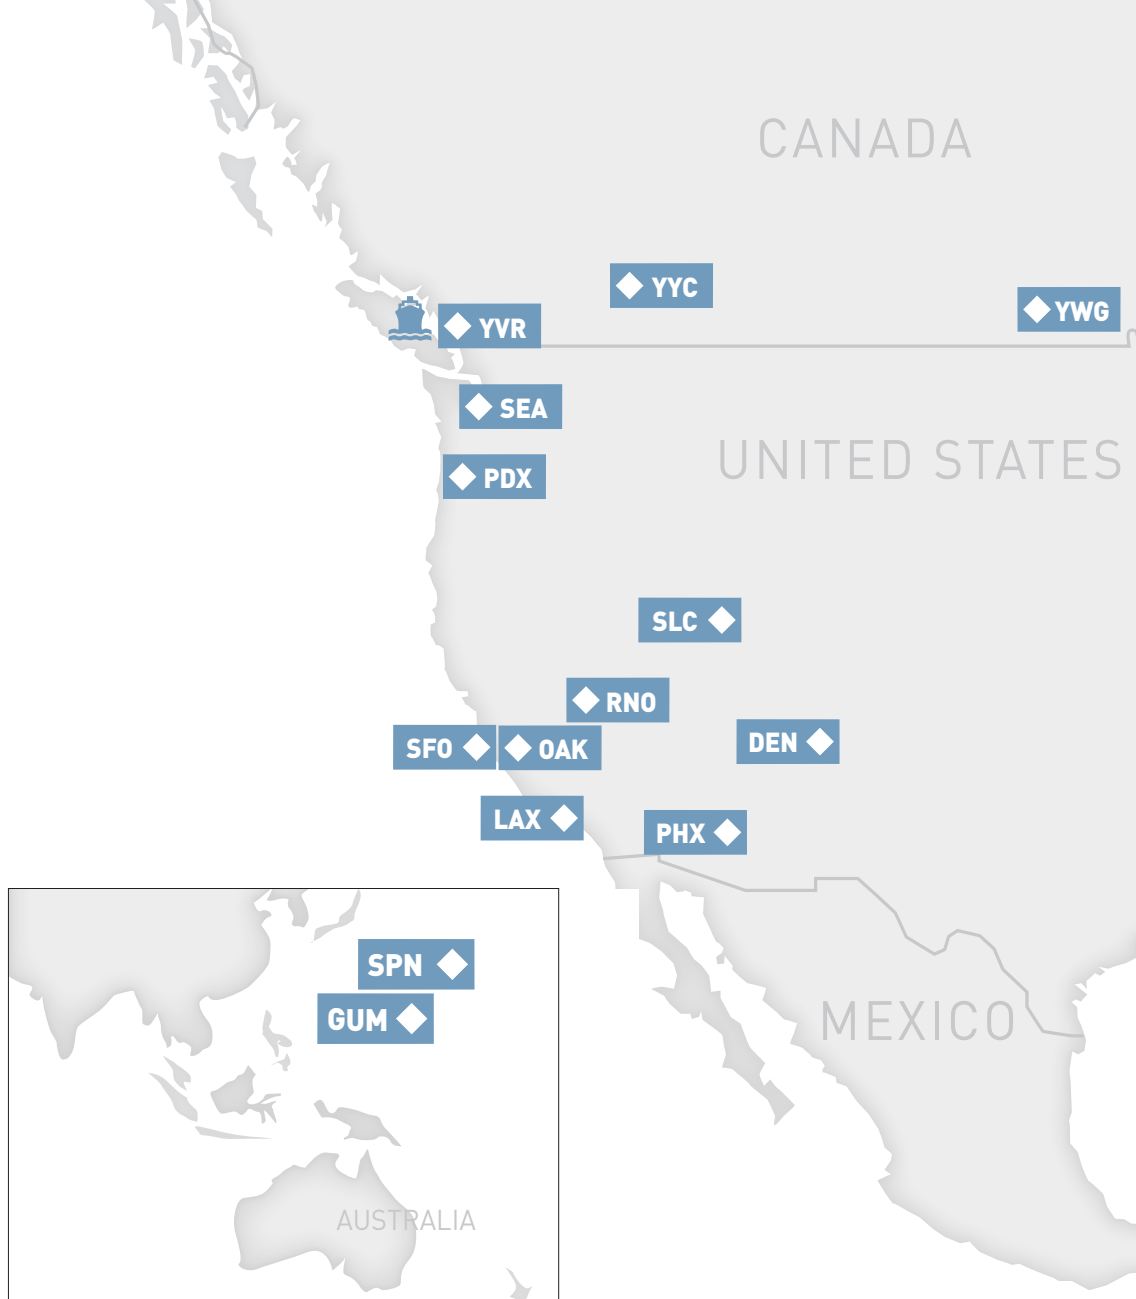 CANADA
YYC
YWG
YVR
SEA
UNITED STATES
PDX
SLC
RNO
SFO
OAK
DEN
LAX
PHX
SPN
GUM
MEXICO
AUSTRALIA